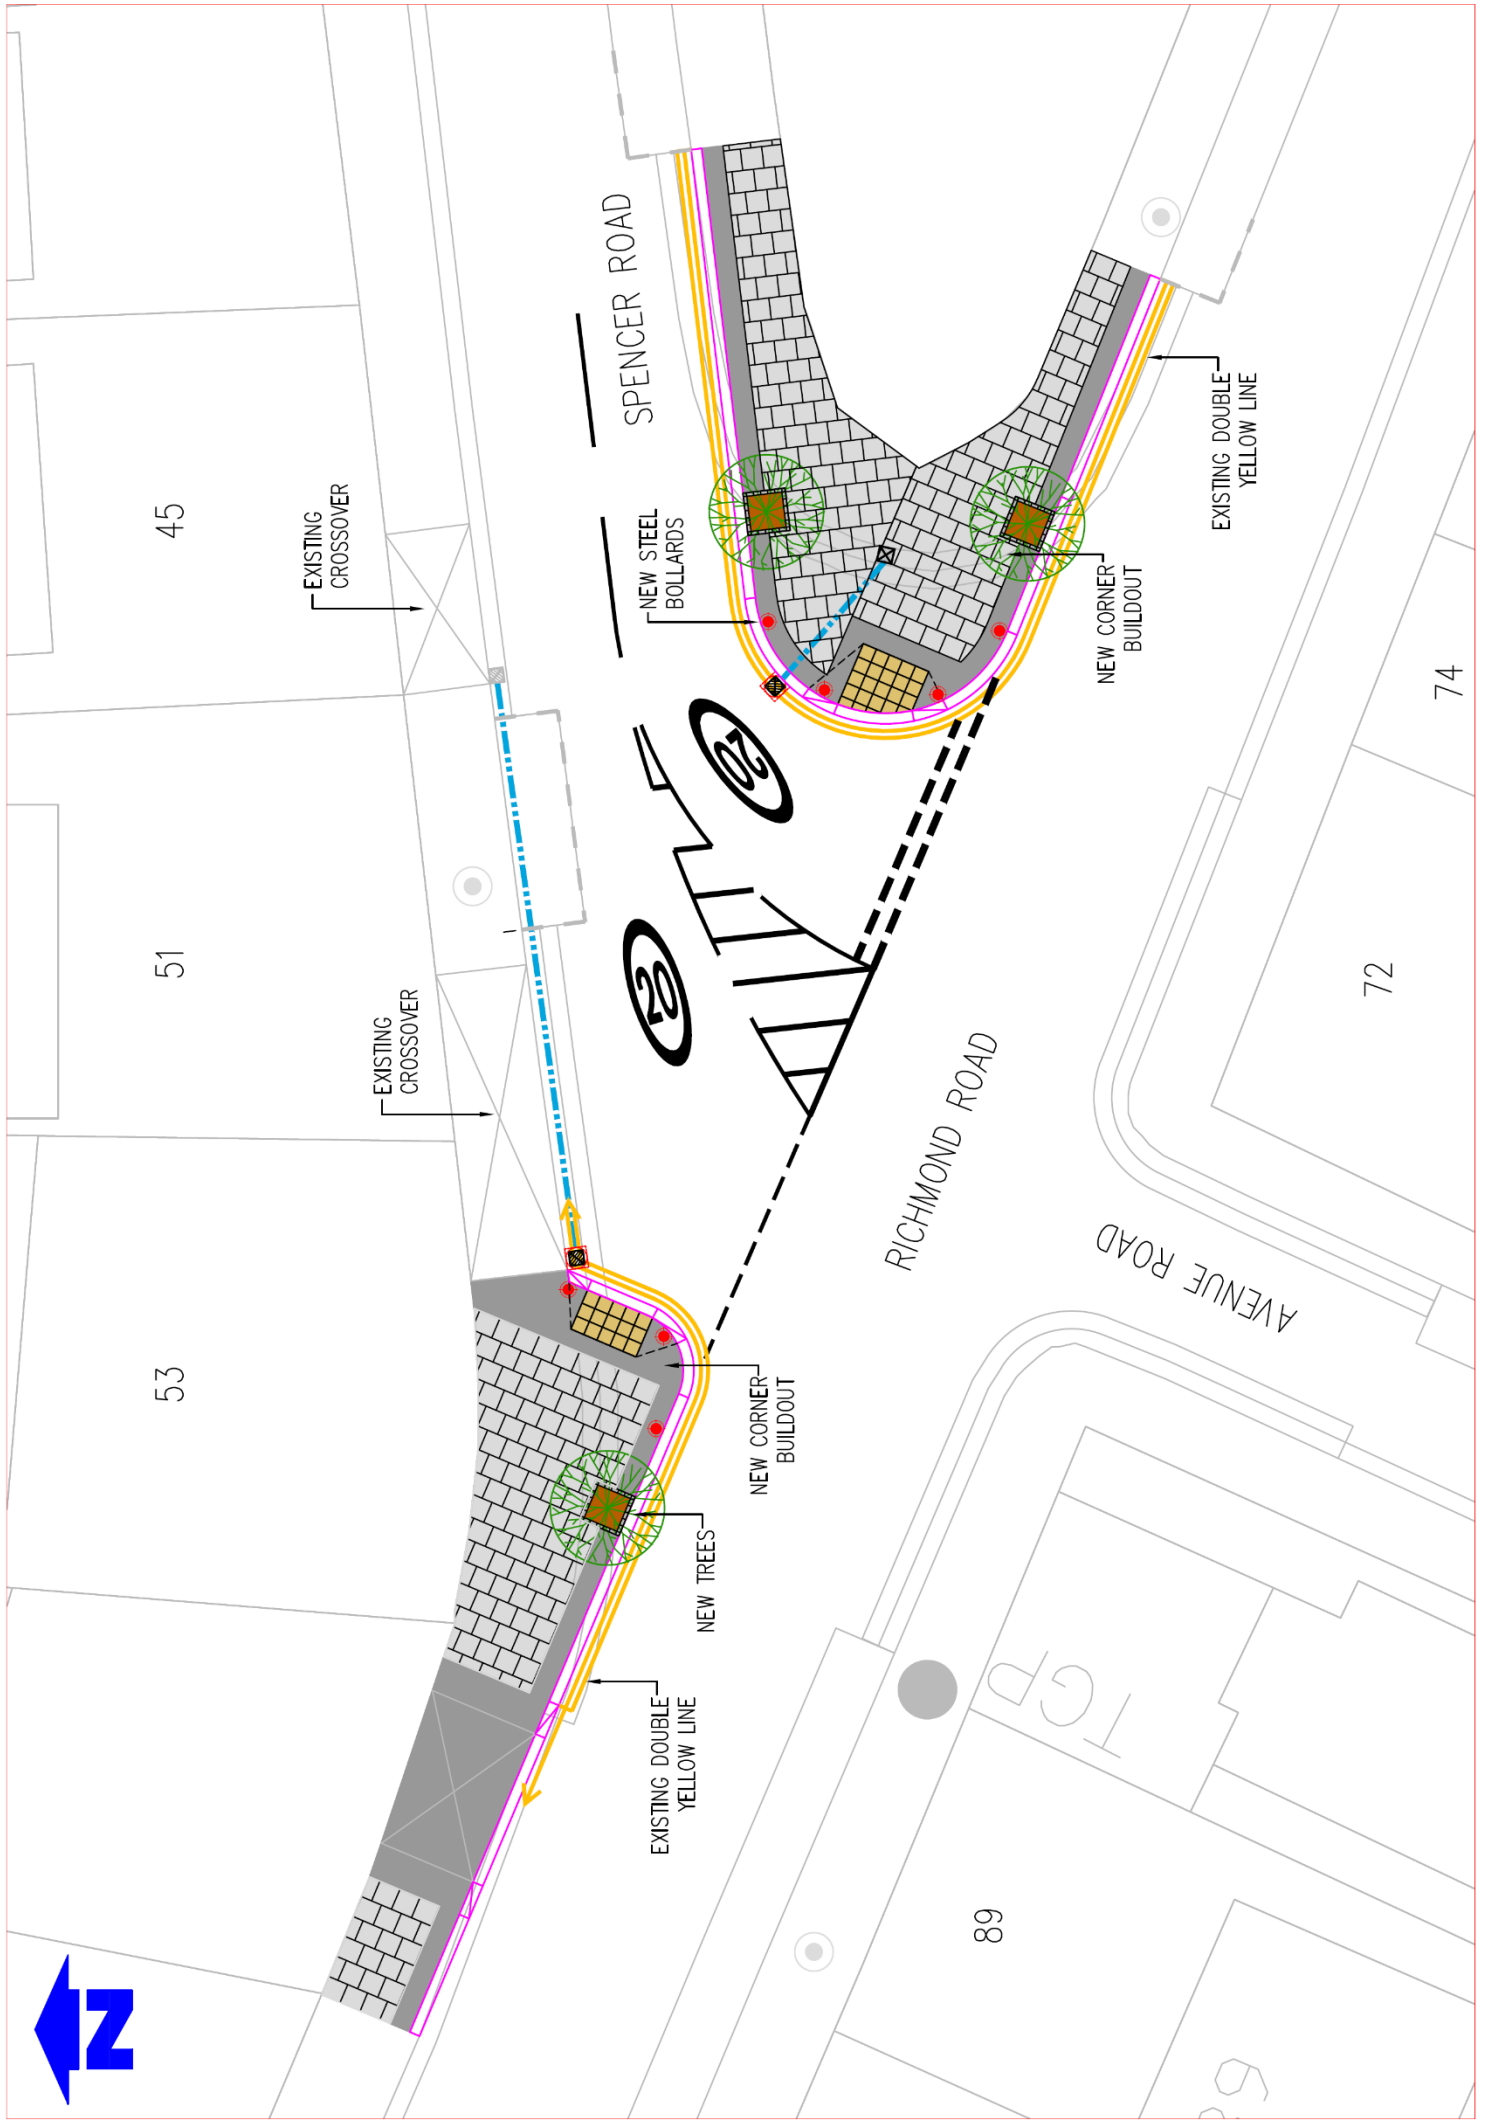 45
EXISTING
CROSSOVER
SPENCER ROAD
NEW STEEL
BOLLARDS
EXISTING DOUBLE
YELLOW LINE
NEW CORNER
BUILDOUT
74
20
51
20
72
EXISTING
CROSSOVER
RICHMOND ROAD
AVENUE ROAD
53
NEW CORNER
BUILDOUT
NEW TREES
EXISTING DOUBLE
YELLOW LINE
TCP
89
N